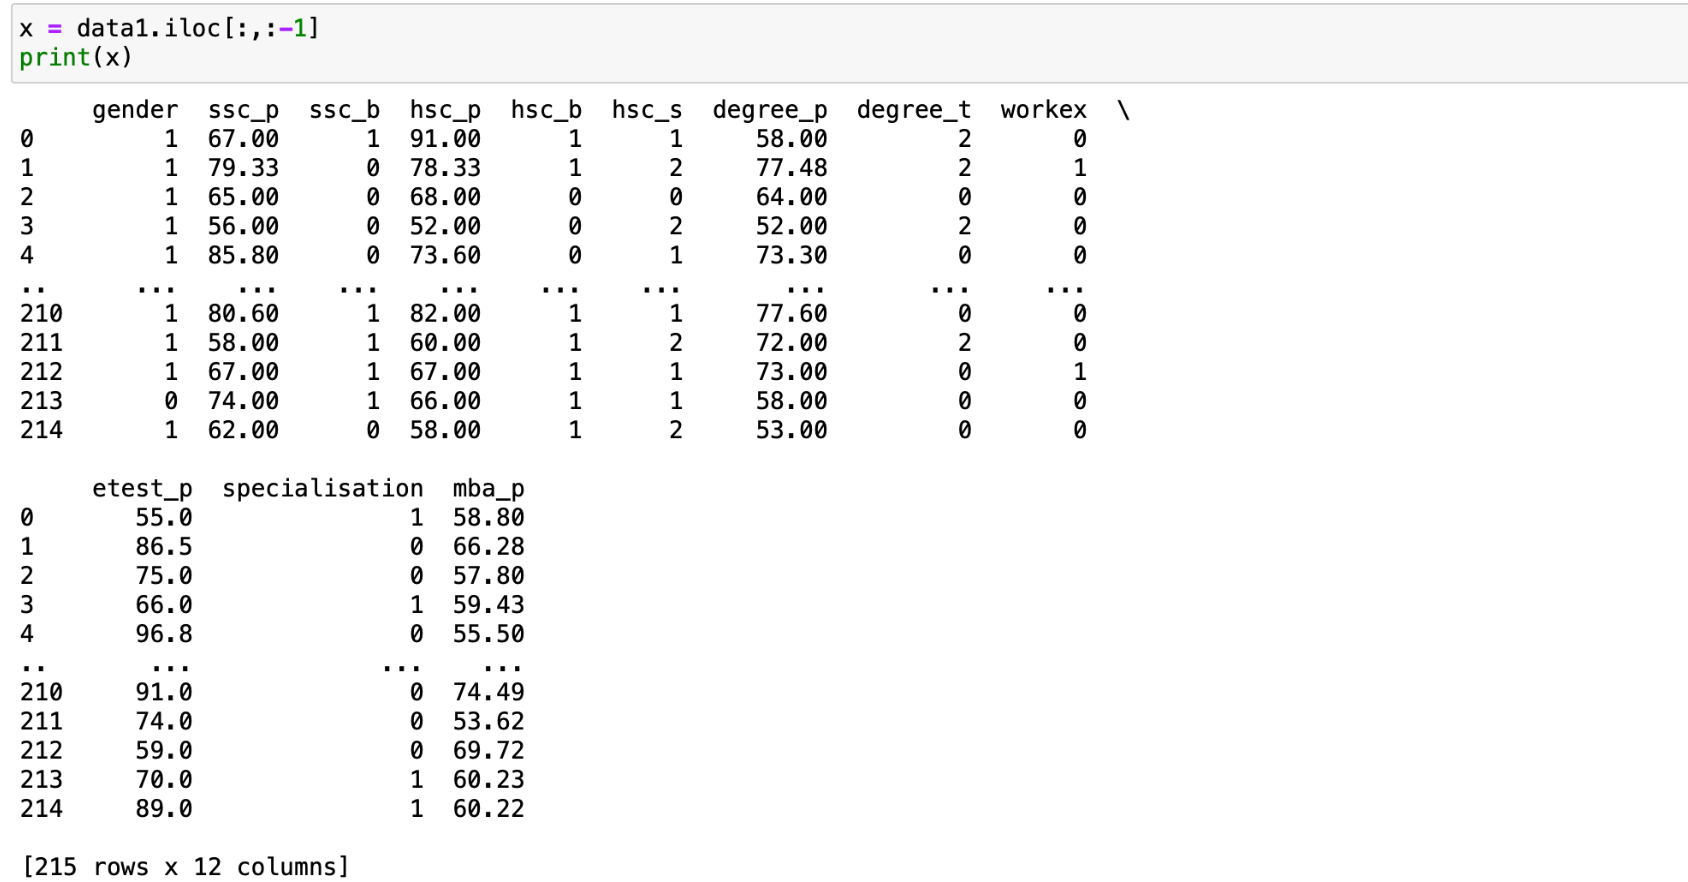 x = data1.iloc[:,:-1]
print(x)
     gender  ssc_p  ssc_b  hsc_p  hsc_b  hsc_s  degree_p  degree_t  workex  \
0         1  67.00      1  91.00      1      1     58.00         2       0
1         1  79.33      0  78.33      1      2     77.48         2       1
2         1  65.00      0  68.00      0      0     64.00         0       0
3         1  56.00      0  52.00      0      2     52.00         2       0
4         1  85.80      0  73.60      0      1     73.30         0       0
..      ...    ...    ...    ...    ...    ...       ...       ...     ...
210       1  80.60      1  82.00      1      1     77.60         0       0
211       1  58.00      1  60.00      1      2     72.00         2       0
212       1  67.00      1  67.00      1      1     73.00         0       1
213       0  74.00      1  66.00      1      1     58.00         0       0
214       1  62.00      0  58.00      1      2     53.00         0       0
     etest_p  specialisation  mba_p
0       55.0               1  58.80
1       86.5               0  66.28
2       75.0               0  57.80
3       66.0               1  59.43
4       96.8               0  55.50
..       ...             ...    ...
210     91.0               0  74.49
211     74.0               0  53.62
212     59.0               0  69.72
213     70.0               1  60.23
214     89.0               1  60.22
[215 rows x 12 columns]